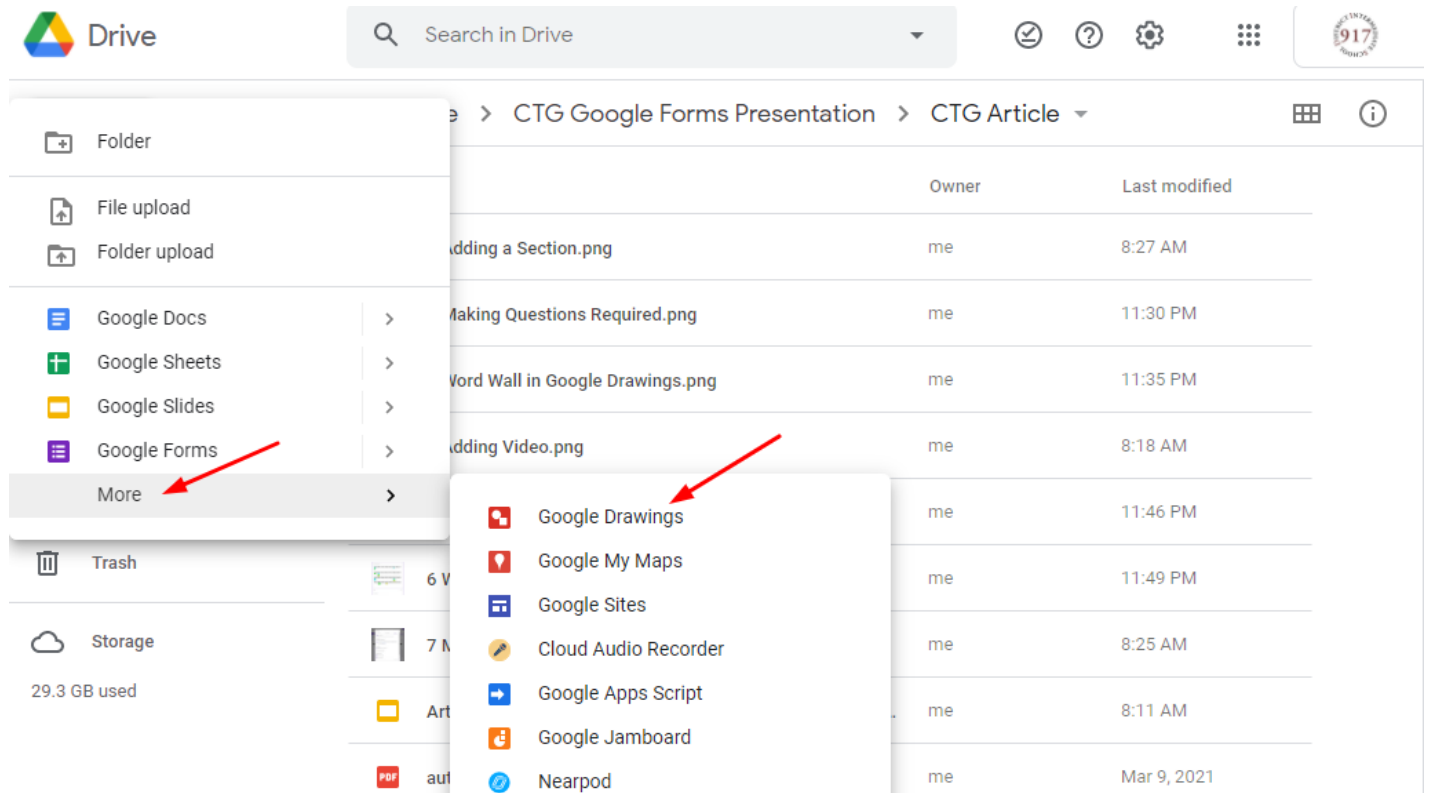 Drive
Search in Drive
917
CTG Google Forms Presentation > CTG Article
Folder
File upload
Folder upload
Google Docs
Google Sheets
Google Slides
Google Forms
More
Trash
Storage
29.3 GB used
Owner Last modified
Adding a Section.png me 8:27 AM
Making Questions Required.png me 11:30 PM
Word Wall in Google Drawings.png me 11:35 PM
Adding Video.png me 8:18 AM
me 11:46 PM
6 me 11:49 PM
7 me 8:25 AM
Art me 8:11 AM
PDF aut me Mar 9, 2021
Google Drawings
Google My Maps
Google Sites
Cloud Audio Recorder
Google Apps Script
Google Jamboard
Nearpod